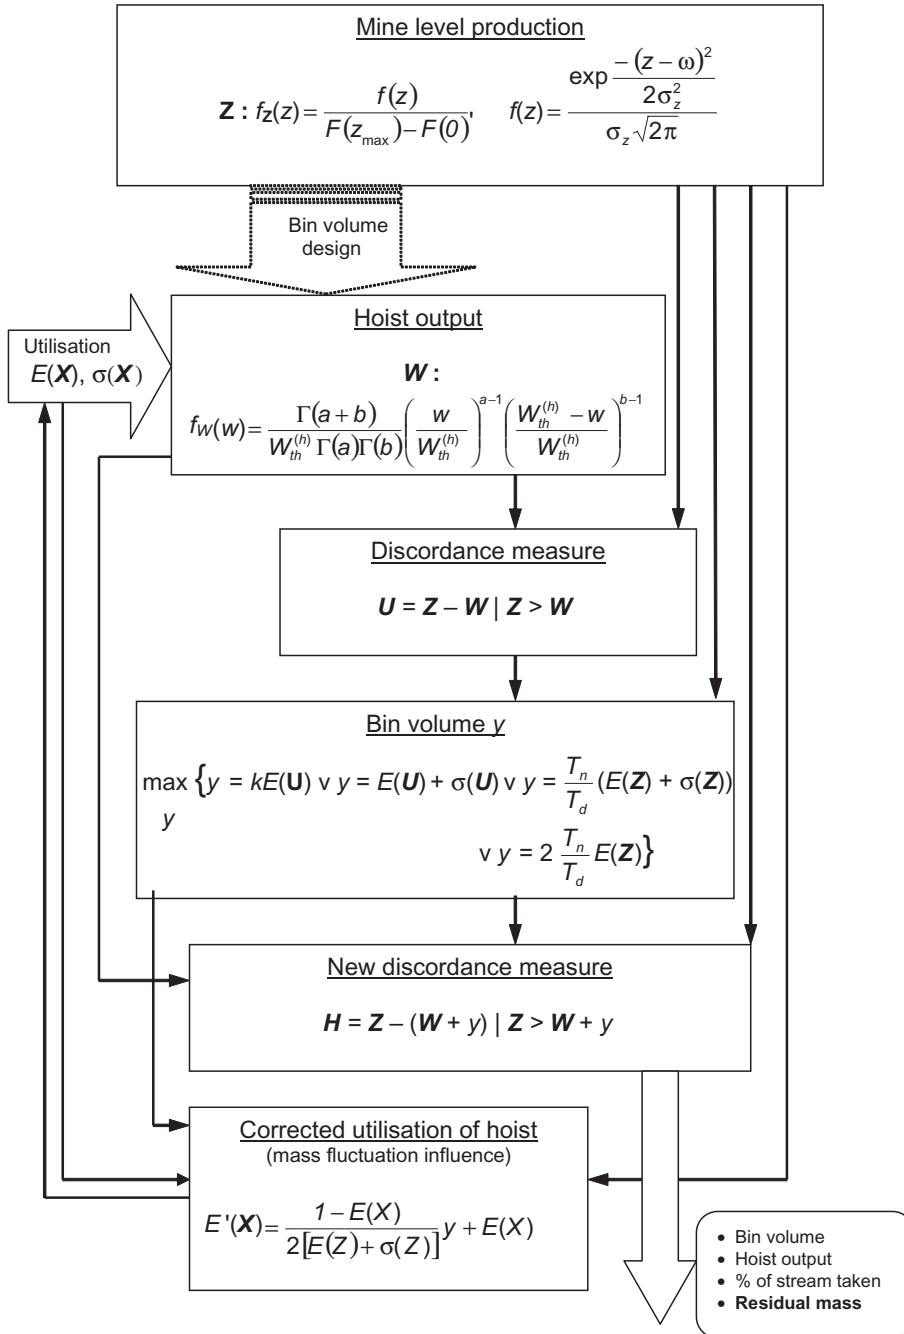 Mine level production
Z : f_Z(z) = f(z) / (F(z_max) – F(0)), f(z) = exp (–(z – ω)² / 2σ_z²) / (σ_z √2π)
Bin volume
design
Hoist output
Utilisation
E(X), σ(X)
W :
f_W(w) = Γ(a + b) / (W_th^(h) Γ(a)Γ(b)) (w / W_th^(h))^(a–1) ((W_th^(h) – w) / W_th^(h))^(b–1)
Discordance measure
U = Z – W | Z > W
Bin volume y
max {y = kE(U) ∨ y = E(U) + σ(U) ∨ y = T_n / T_d (E(Z) + σ(Z))
y
∨ y = 2 T_n / T_d E(Z)}
New discordance measure
H = Z – (W + y) | Z > W + y
Corrected utilisation of hoist
(mass fluctuation influence)
E'(X) = (1 – E(X)) / (2[E(Z) + σ(Z)]) y + E(X)
• Bin volume
• Hoist output
• % of stream taken
• Residual mass